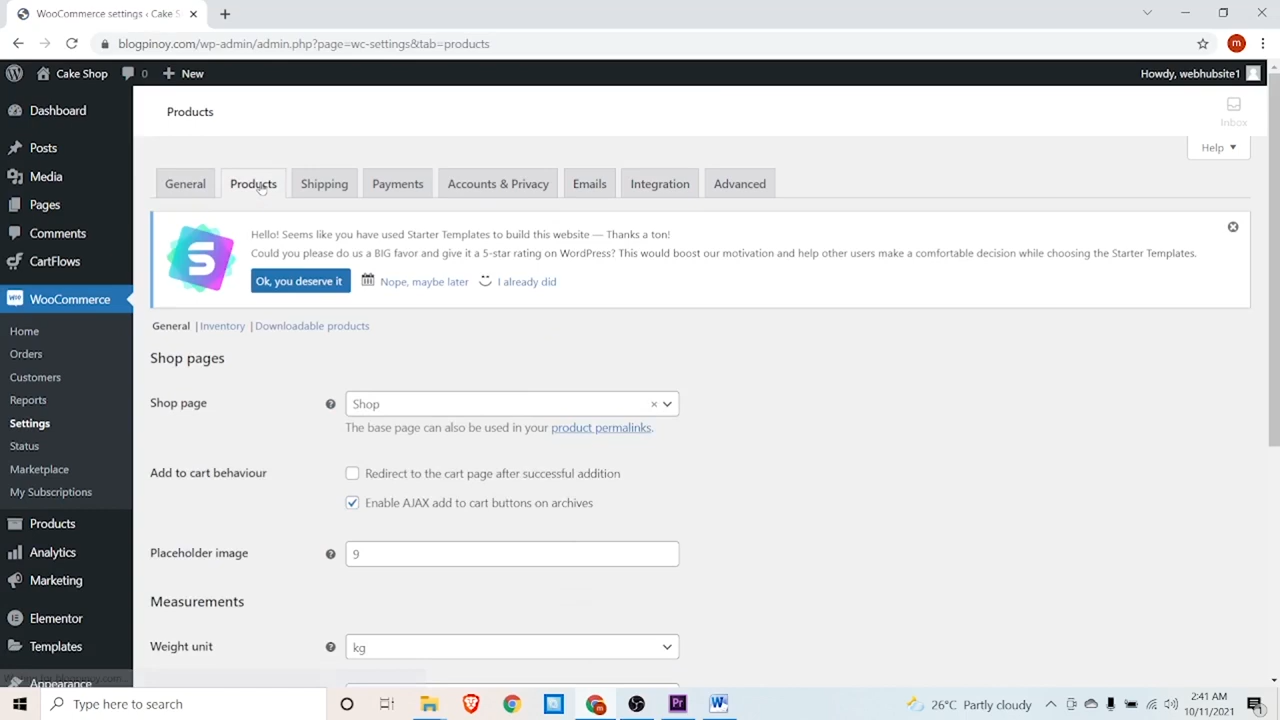 WooCommerce settings < Cake S
blogpinoy.com/wp-admin/admin.php?page=wc-settings&tab=products
m
Cake Shop
0
New
Howdy, webhubsite1
Dashboard
Posts
Media
Pages
Comments
CartFlows
WooCommerce
Home
Orders
Customers
Reports
Settings
Status
Marketplace
My Subscriptions
Products
Analytics
Marketing
Elementor
Templates
Appearance
Products
Inbox
Help
General
Products
Shipping
Payments
Accounts & Privacy
Emails
Integration
Advanced
Hello! Seems like you have used Starter Templates to build this website — Thanks a ton!
Could you please do us a BIG favor and give it a 5-star rating on WordPress? This would boost our motivation and help other users make a comfortable decision while choosing the Starter Templates.
Ok, you deserve it
Nope, maybe later
I already did
General | Inventory | Downloadable products
Shop pages
Shop page
Shop
The base page can also be used in your product permalinks.
Add to cart behaviour
Redirect to the cart page after successful addition
Enable AJAX add to cart buttons on archives
Placeholder image
9
Measurements
Weight unit
kg
Type here to search
26°C Partly cloudy
2:41 AM
10/11/2021